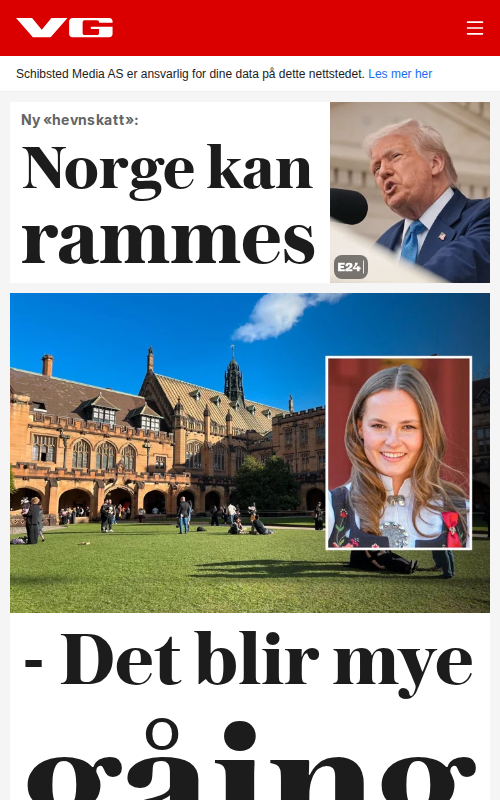 VG
Schibsted Media AS er ansvarlig for dine data på dette nettstedet. Les mer her
Ny «hevnskatt»:
Norge kan
rammes
E24
- Det blir mye
gåing